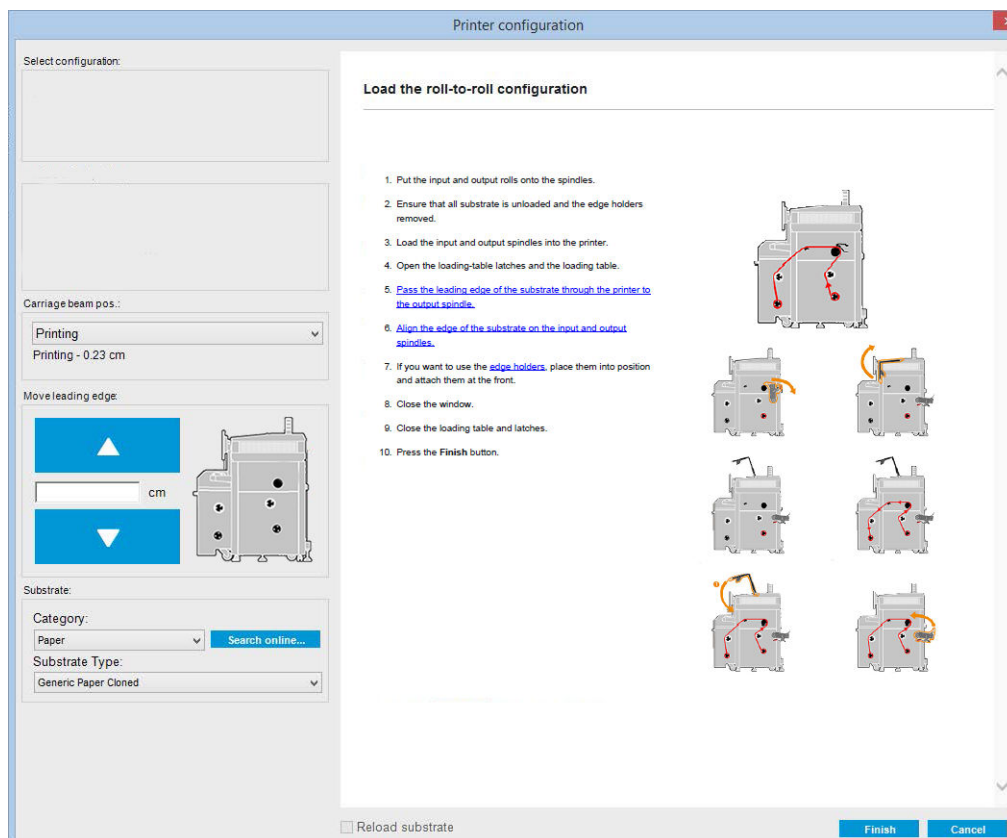 Printer configuration
Select configuration:
Carriage beam pos.:
Printing
Printing - 0.23 cm
Move leading edge:
cm
Substrate:
Category:
Paper
Search online...
Substrate Type:
Generic Paper Cloned
Load the roll-to-roll configuration
1. Put the input and output rolls onto the spindles.
2. Ensure that all substrate is unloaded and the edge holders
removed.
3. Load the input and output spindles into the printer.
4. Open the loading-table latches and the loading table.
5. Pass the leading edge of the substrate through the printer to
the output spindle.
6. Align the edge of the substrate on the input and output
spindles.
7. If you want to use the edge holders, place them into position
and attach them at the front.
8. Close the window.
9. Close the loading table and latches.
10. Press the Finish button.
Reload substrate
Finish
Cancel